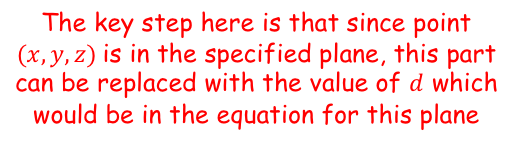 The key step here is that since point
(x, y, z) is in the specified plane, this part
can be replaced with the value of d which
would be in the equation for this plane